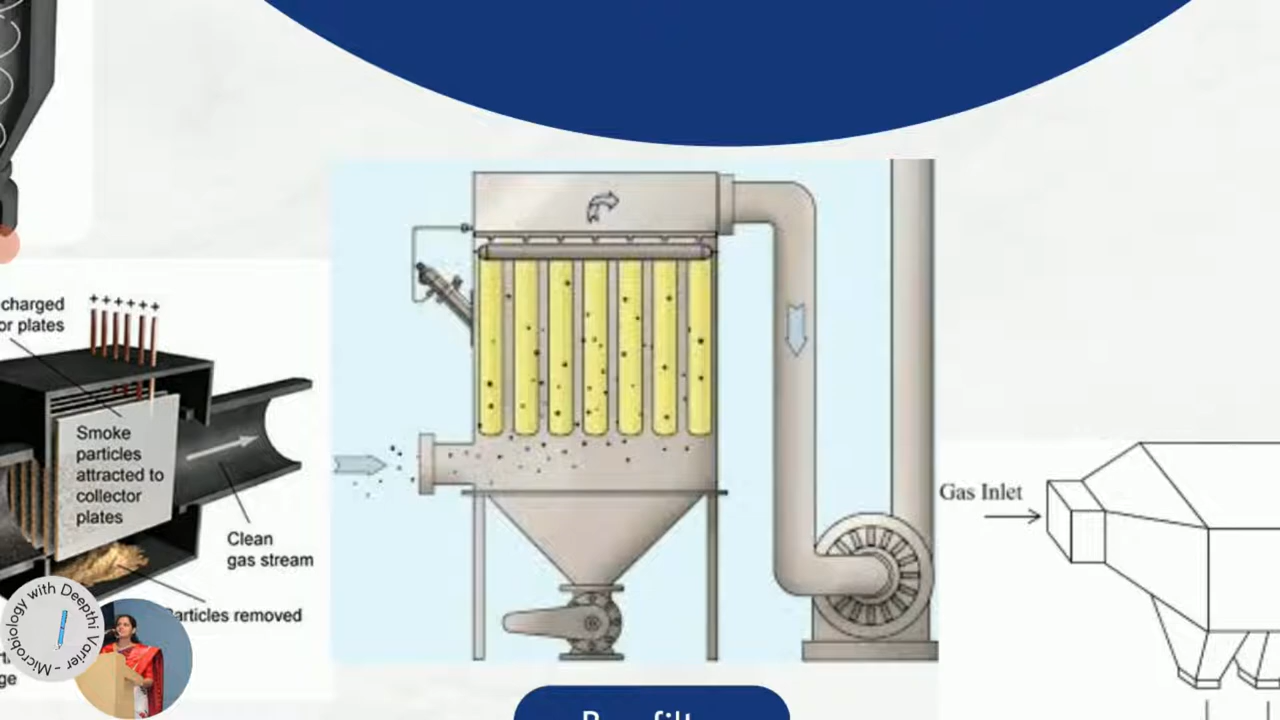 charged
or plates
++++++
Smoke
particles
attracted to
collector
plates
Clean
gas stream
articles removed
Gas Inlet
Microbiology with Deepthi Varier -